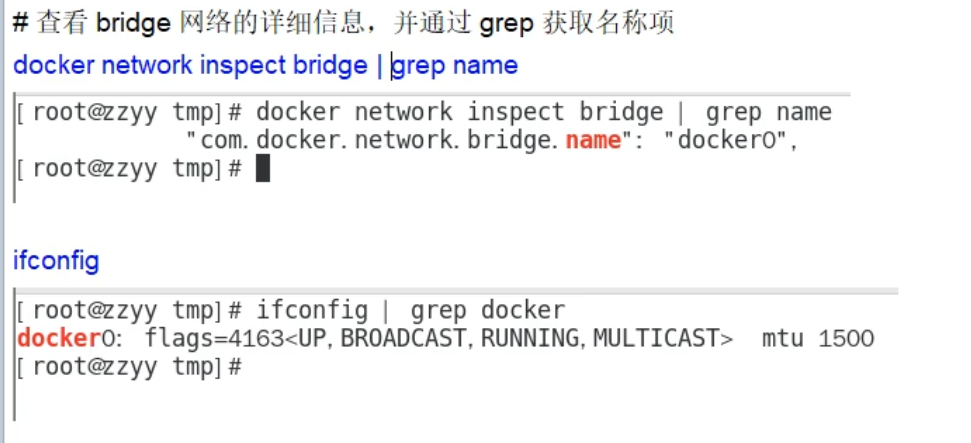 # 查看 bridge 网络的详细信息，并通过 grep 获取名称项
docker network inspect bridge | grep name
[root@zzyy tmp]# docker network inspect bridge | grep name
"com.docker.network.bridge.name": "docker0",
[root@zzyy tmp]#
ifconfig
[root@zzyy tmp]# ifconfig | grep docker
docker0: flags=4163<UP,BROADCAST,RUNNING,MULTICAST>  mtu 1500
[root@zzyy tmp]#